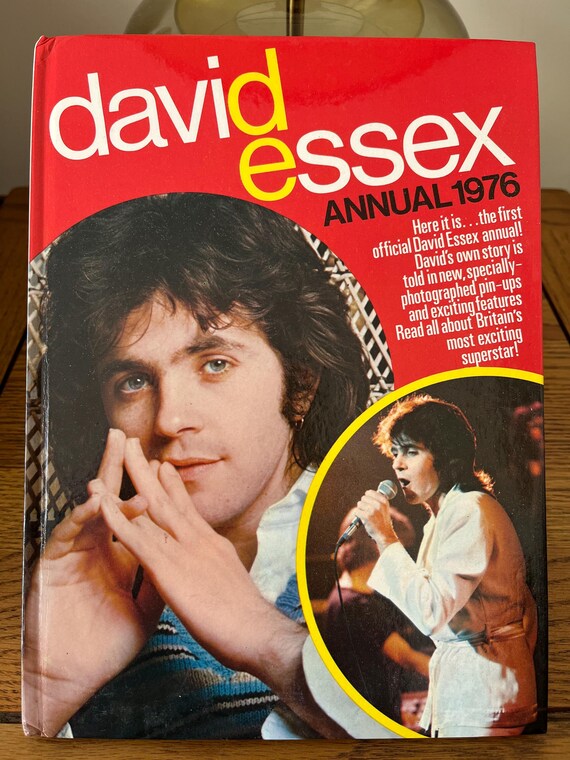 david
essex
ANNUAL 1976
Here it is...the first
official David Essex annual!
David's own story is
told in new, specially-
photographed pin-ups
and exciting features
Read all about Britain's
most exciting
superstar!